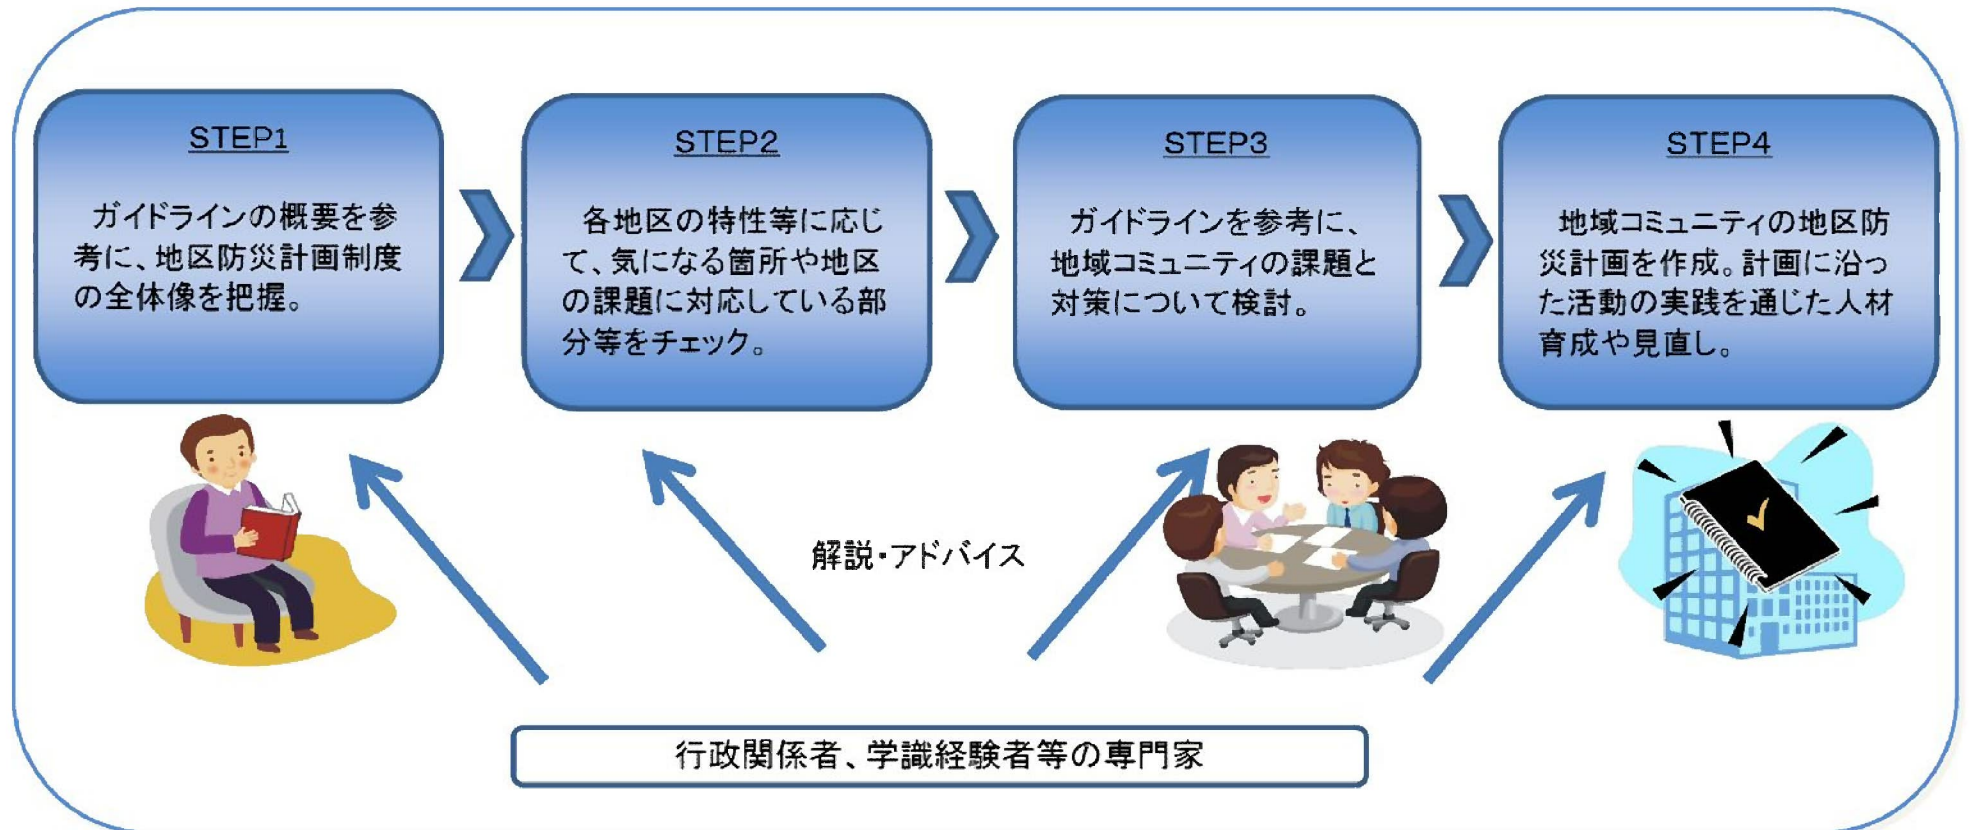 STEP1
ガイドラインの概要を参
考に、地区防災計画制度
の全体像を把握。
STEP2
各地区の特性等に応じ
て、気になる箇所や地区
の課題に対応している部
分等をチェック。
STEP3
ガイドラインを参考に、
地域コミュニティの課題と
対策について検討。
STEP4
地域コミュニティの地区防
災計画を作成。計画に沿っ
た活動の実践を通じた人材
育成や見直し。
解説・アドバイス
行政関係者、学識経験者等の専門家